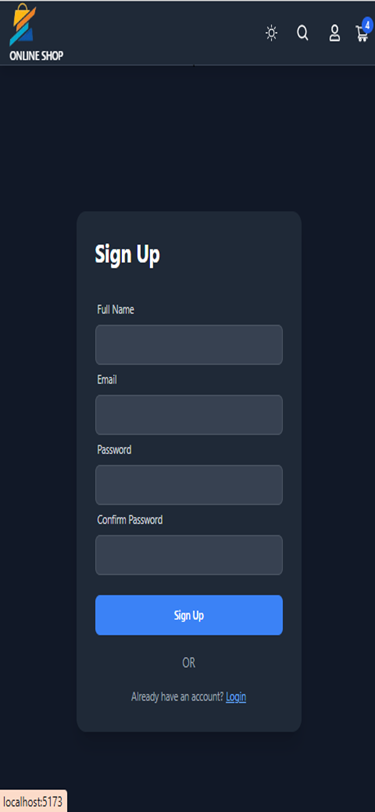 4
ONLINE SHOP
Sign Up
Full Name
Email
Password
Confirm Password
Sign Up
OR
Already have an account? Login
localhost:5173